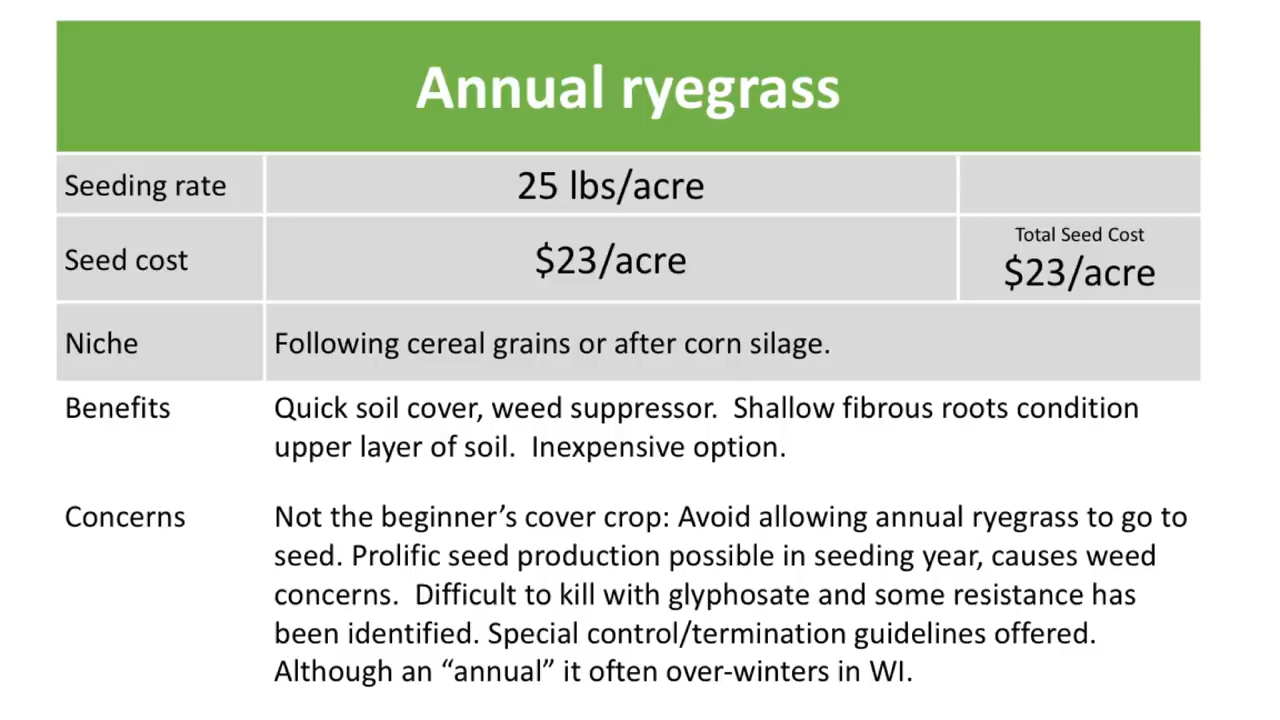 Annual ryegrass
Seeding rate
25 lbs/acre
Seed cost
$23/acre
Total Seed Cost
$23/acre
Niche
Following cereal grains or after corn silage.
Benefits
Quick soil cover, weed suppressor.  Shallow fibrous roots condition
upper layer of soil.  Inexpensive option.
Concerns
Not the beginner’s cover crop: Avoid allowing annual ryegrass to go to
seed. Prolific seed production possible in seeding year, causes weed
concerns.  Difficult to kill with glyphosate and some resistance has
been identified. Special control/termination guidelines offered.
Although an “annual” it often over-winters in WI.